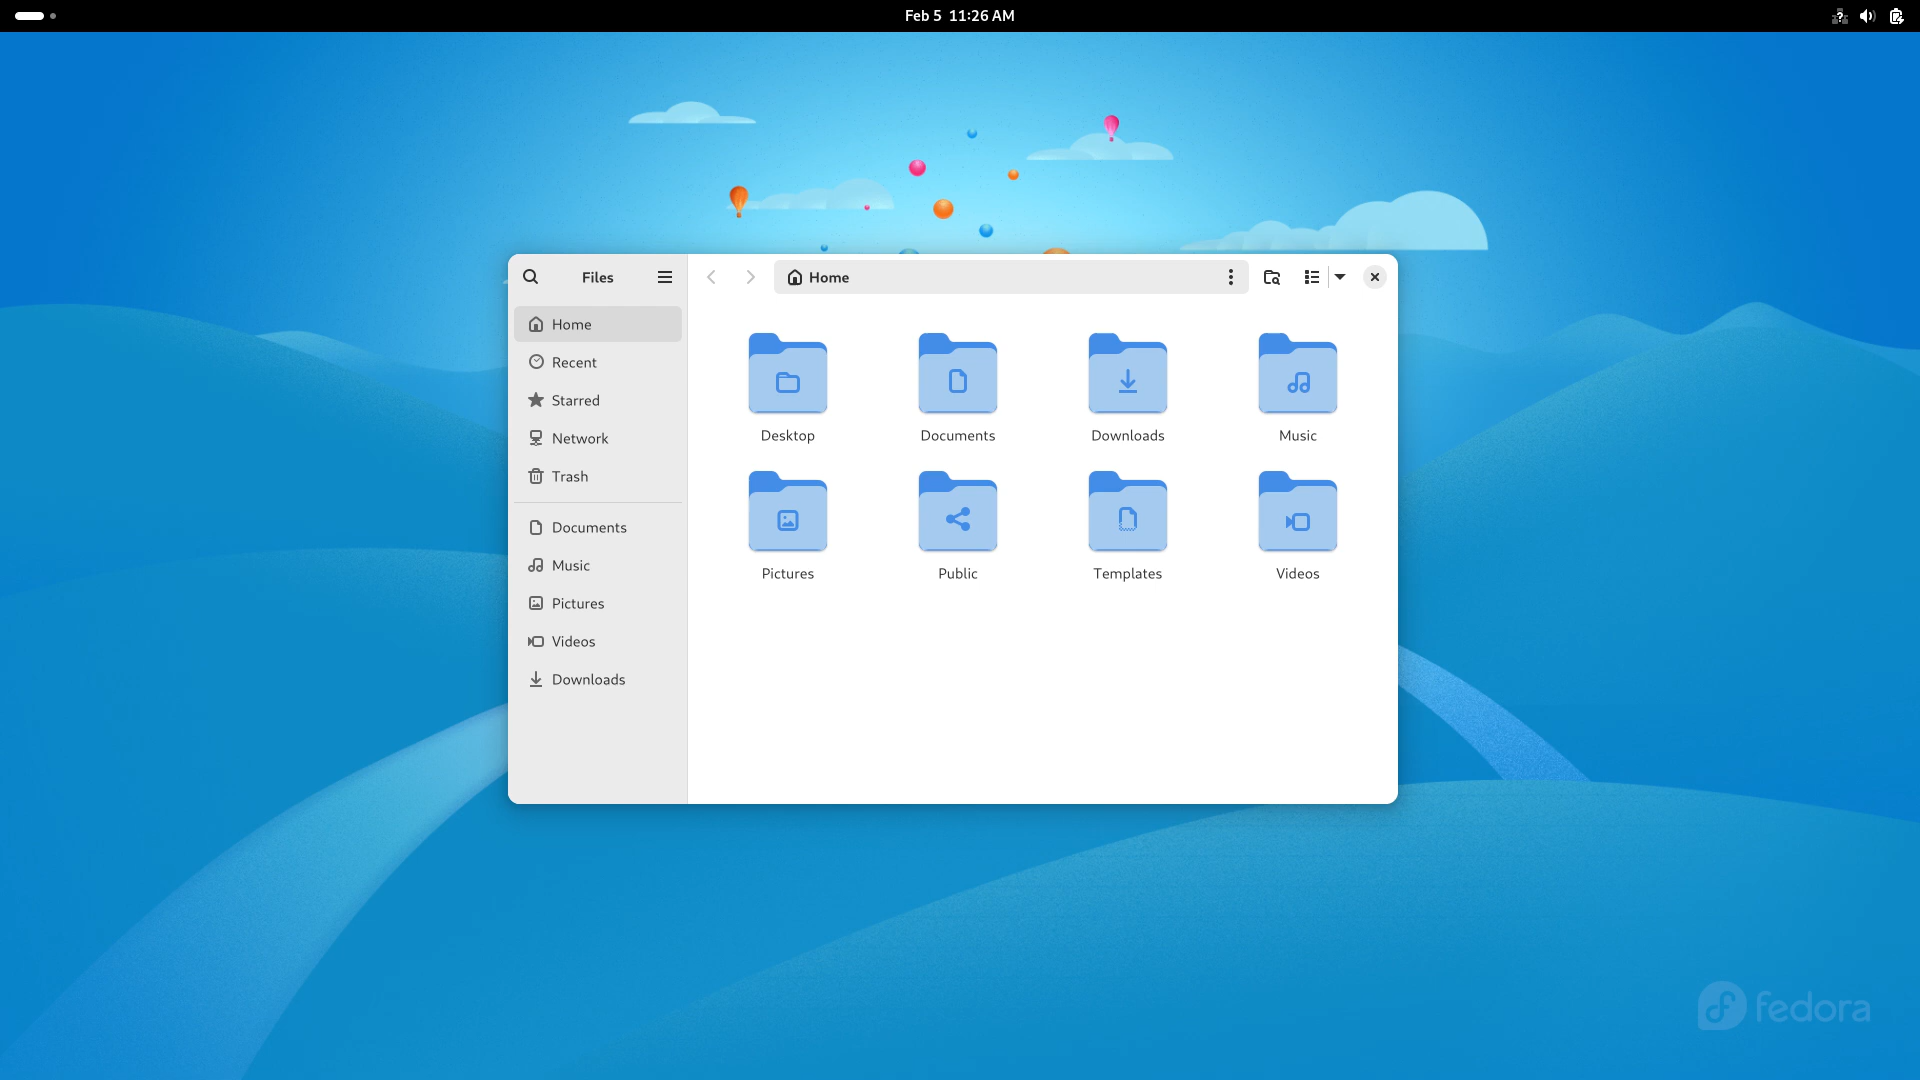 Feb 5 11:26 AM
Files
Home
Home
Recent
Starred
Network
Trash
Documents
Music
Pictures
Videos
Downloads
Desktop
Documents
Downloads
Music
Pictures
Public
Templates
Videos
fedora